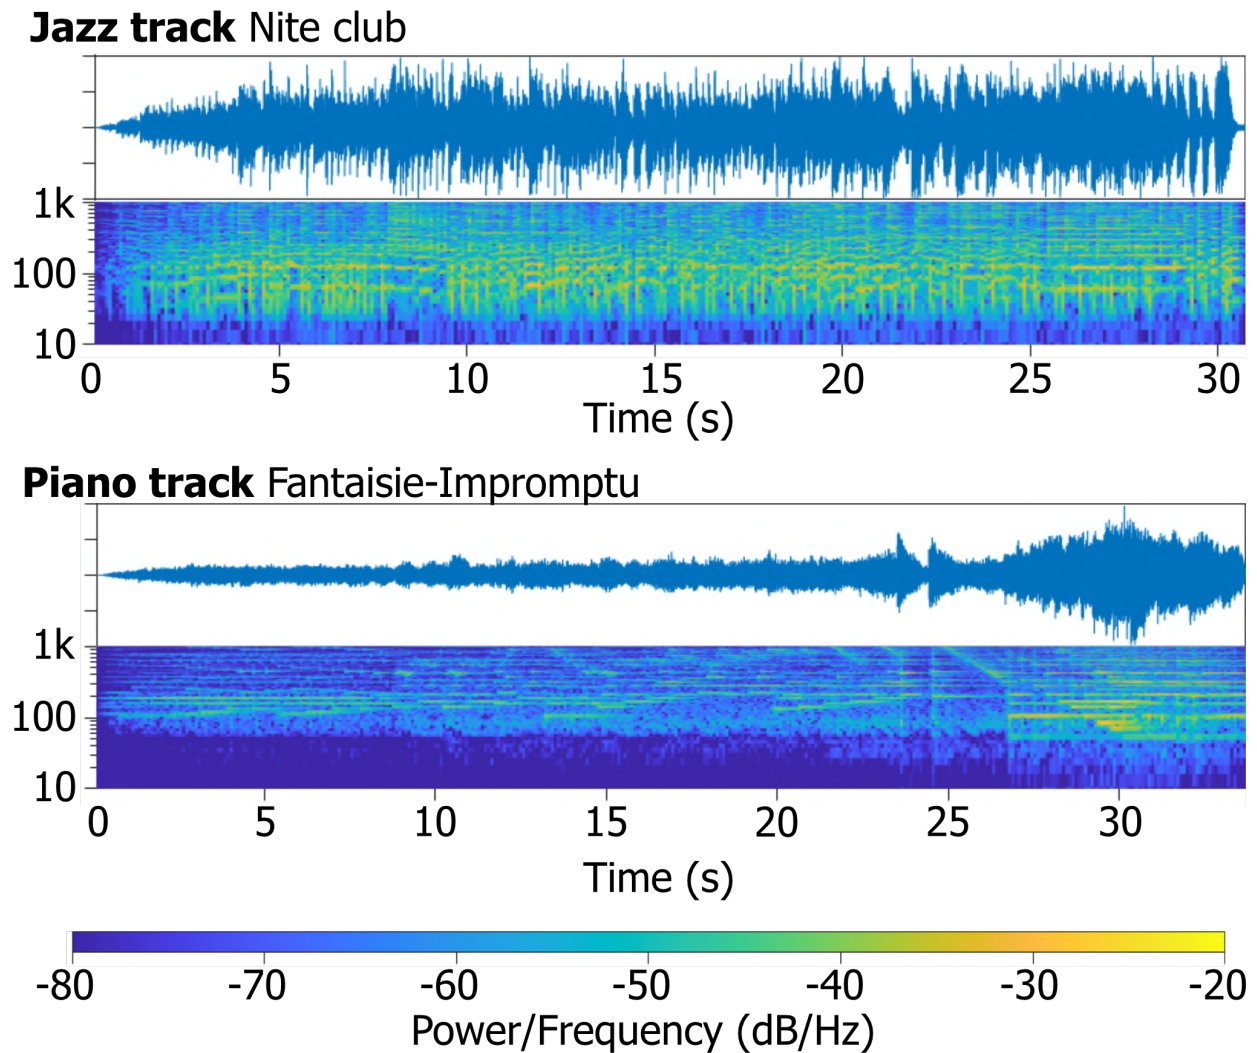 Jazz track Nite club
1k
100
10
0 5 10 15 20 25 30
Time (s)
Piano track Fantaisie-Impromptu
1k
100
10
0 5 10 15 20 25 30
Time (s)
-80 -70 -60 -50 -40 -30 -20
Power/Frequency (dB/Hz)